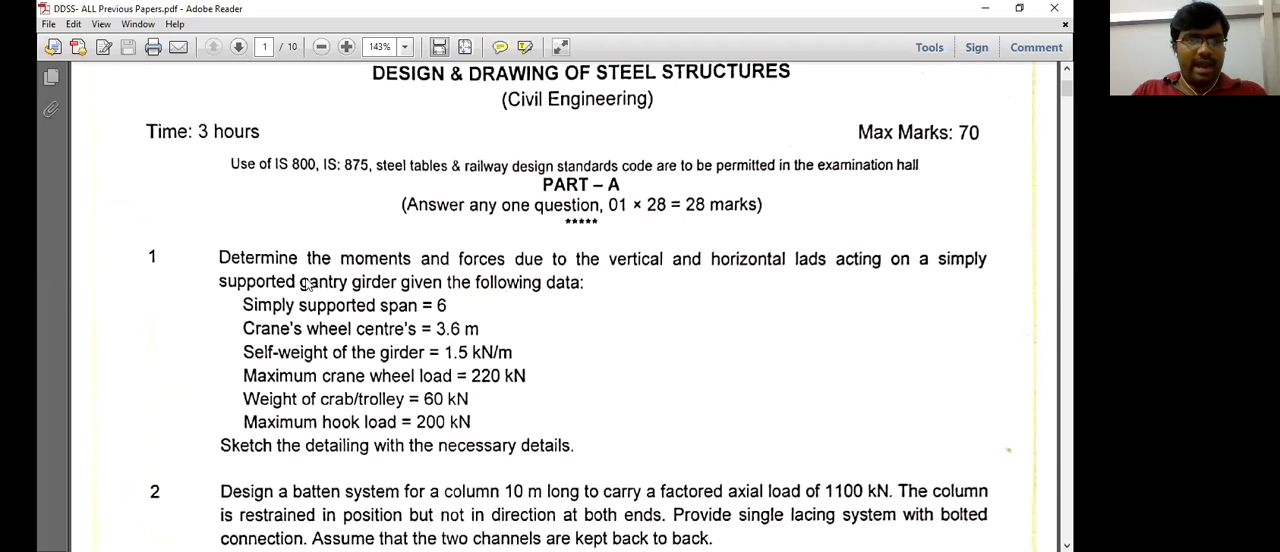 DDSS- ALL Previous Papers.pdf - Adobe Reader
File Edit View Window Help
1 / 10 143% Tools Sign Comment
DESIGN & DRAWING OF STEEL STRUCTURES
(Civil Engineering)
Time: 3 hours Max Marks: 70
Use of IS 800, IS: 875, steel tables & railway design standards code are to be permitted in the examination hall
PART – A
(Answer any one question, 01 × 28 = 28 marks)
*****
1 Determine the moments and forces due to the vertical and horizontal lads acting on a simply
supported gantry girder given the following data:
Simply supported span = 6
Crane's wheel centre's = 3.6 m
Self-weight of the girder = 1.5 kN/m
Maximum crane wheel load = 220 kN
Weight of crab/trolley = 60 kN
Maximum hook load = 200 kN
Sketch the detailing with the necessary details.
2 Design a batten system for a column 10 m long to carry a factored axial load of 1100 kN. The column
is restrained in position but not in direction at both ends. Provide single lacing system with bolted
connection. Assume that the two channels are kept back to back.